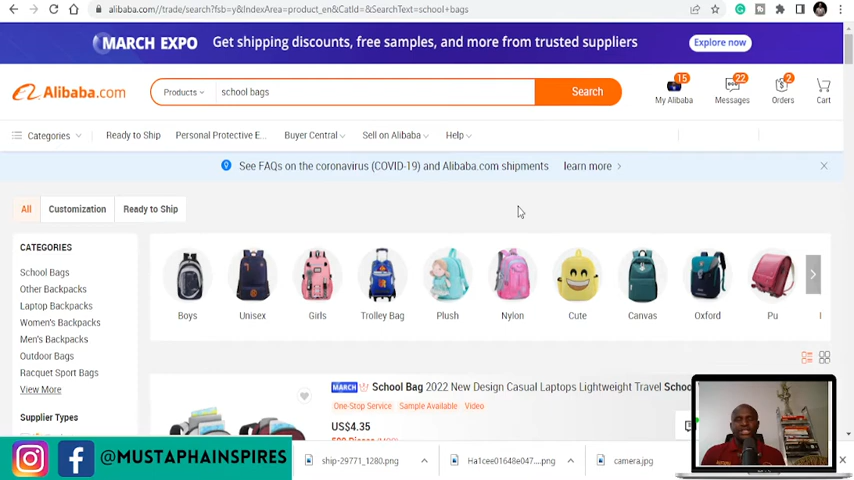 alibaba.com//trade/search?fsb=y&IndexArea=product_en&CatId=&SearchText=school+bags
MARCH EXPO Get shipping discounts, free samples, and more from trusted suppliers Explore now
Alibaba.com Products school bags Search
15 22 2
My Alibaba Messages Orders Cart
Categories Ready to Ship Personal Protective E... Buyer Central Sell on Alibaba Help
See FAQs on the coronavirus (COVID-19) and Alibaba.com shipments learn more
All Customization Ready to Ship
CATEGORIES
School Bags
Other Backpacks
Laptop Backpacks
Women's Backpacks
Men's Backpacks
Outdoor Bags
Racquet Sport Bags
View More
Supplier Types
Boys Unisex Girls Trolley Bag Plush Nylon Cute Canvas Oxford Pu
MARCH School Bag 2022 New Design Casual Laptops Lightweight Travel Schoo
One-Stop Service Sample Available Video
US$4.35
@MUSTAPHAINSPIRES
ship-29771_1280.png Ha1cee01648e047....png camera.jpg